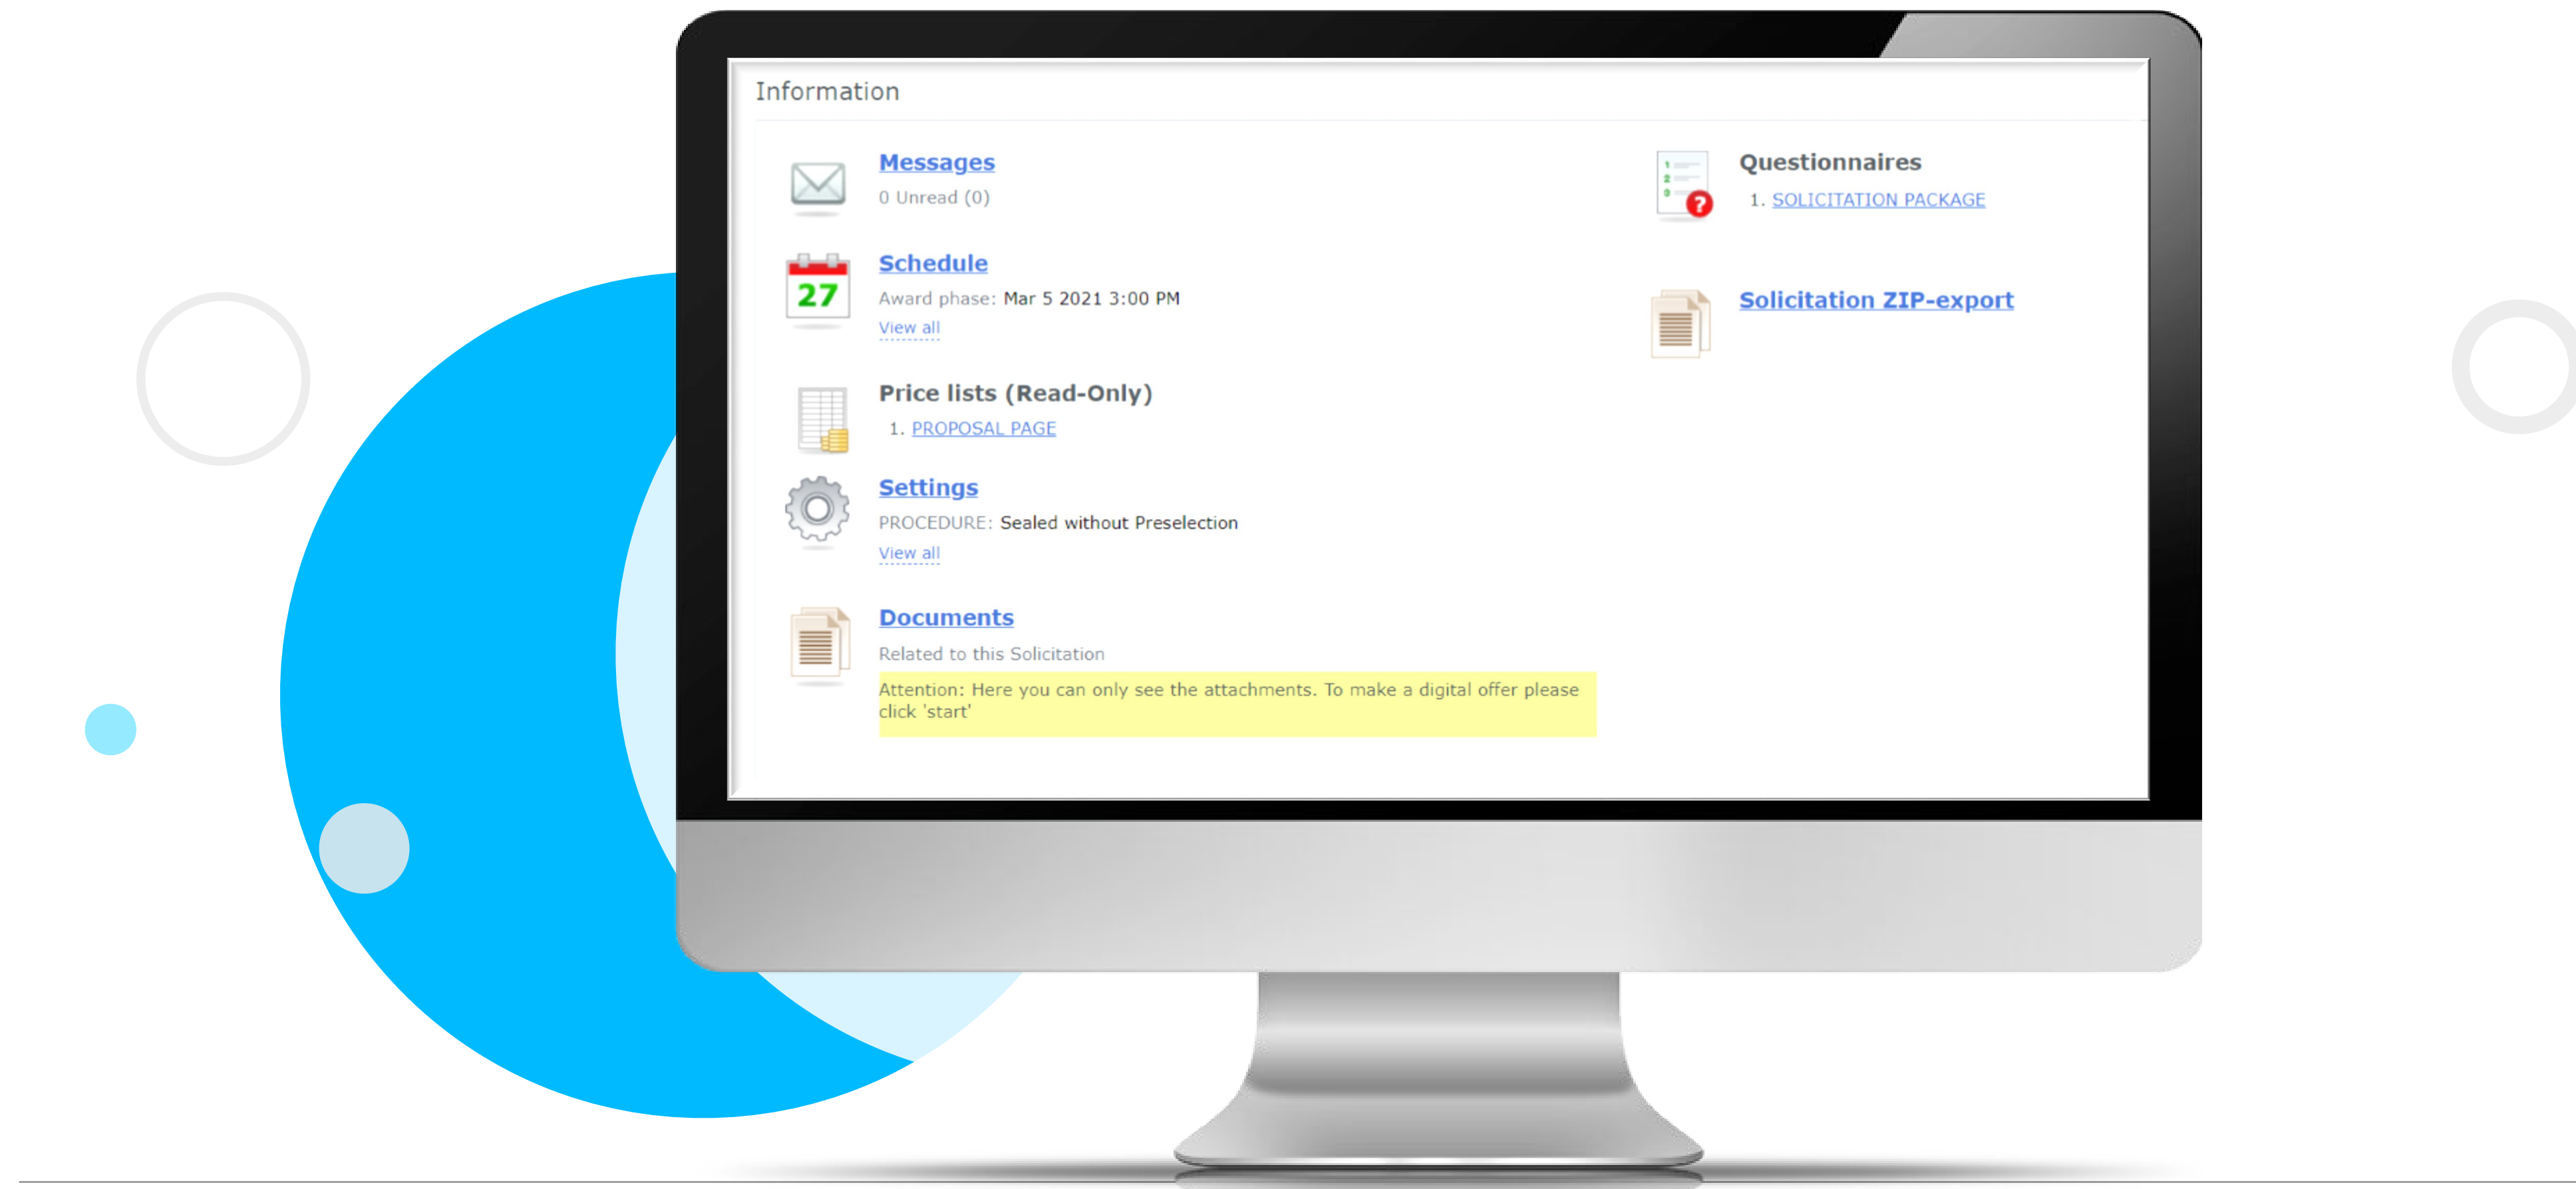 Information
Messages
0 Unread (0)
Schedule
27
Award phase: Mar 5 2021 3:00 PM
View all
Price lists (Read-Only)
1. PROPOSAL PAGE
Settings
PROCEDURE: Sealed without Preselection
View all
Documents
Related to this Solicitation
Attention: Here you can only see the attachments. To make a digital offer please
click 'start'
1
2
?
Questionnaires
1. SOLICITATION PACKAGE
Solicitation ZIP-export